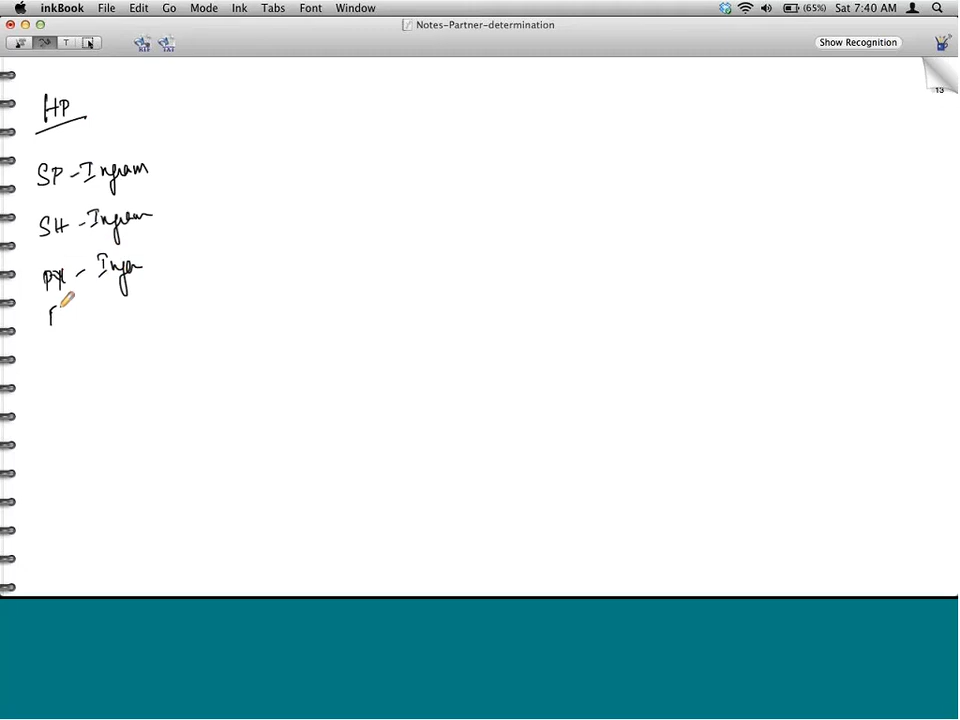 inkBook File Edit Go Mode Ink Tabs Font Window (65%) Sat 7:40 AM
Notes-Partner-determination
T Show Recognition
13
HP
SP - Ingram
SH - Ingram